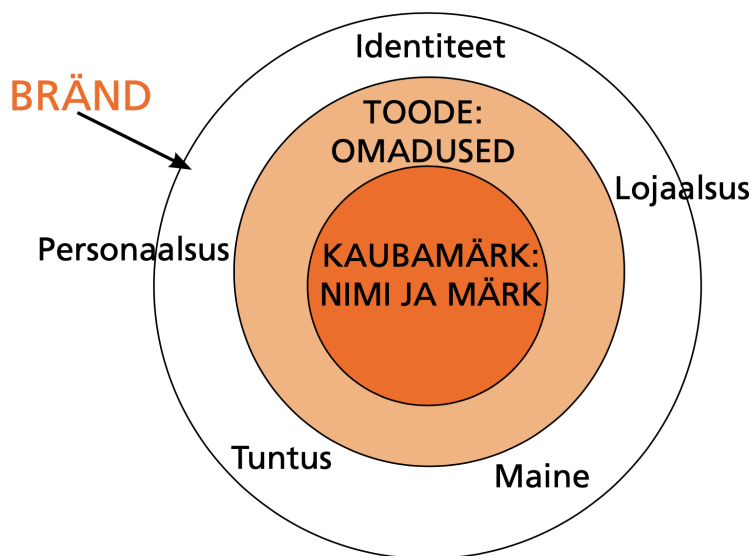 Identiteet
BRÄND
TOODE:
OMADUSED
Lojaalsus
Personaalsus
KAUBAMÄRK:
NIMI JA MÄRK
Tuntus
Maine